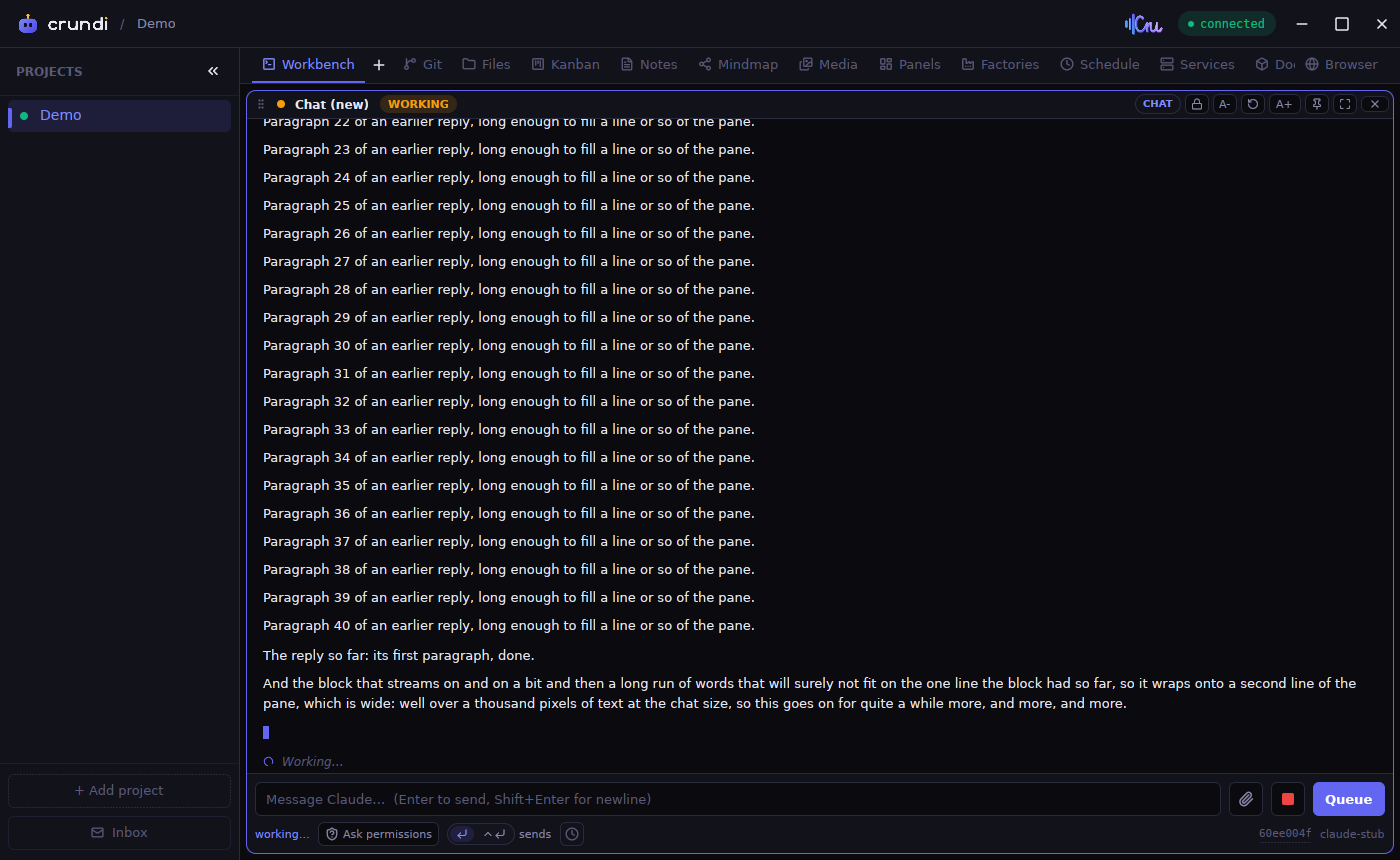 crundi / Demo
Cru
connected
PROJECTS
Workbench
Git
Files
Kanban
Notes
Mindmap
Media
Panels
Factories
Schedule
Services
Browser
Demo
Chat (new) WORKING
CHAT
A-
A+
Paragraph 22 of an earlier reply, long enough to fill a line or so of the pane.
Paragraph 23 of an earlier reply, long enough to fill a line or so of the pane.
Paragraph 24 of an earlier reply, long enough to fill a line or so of the pane.
Paragraph 25 of an earlier reply, long enough to fill a line or so of the pane.
Paragraph 26 of an earlier reply, long enough to fill a line or so of the pane.
Paragraph 27 of an earlier reply, long enough to fill a line or so of the pane.
Paragraph 28 of an earlier reply, long enough to fill a line or so of the pane.
Paragraph 29 of an earlier reply, long enough to fill a line or so of the pane.
Paragraph 30 of an earlier reply, long enough to fill a line or so of the pane.
Paragraph 31 of an earlier reply, long enough to fill a line or so of the pane.
Paragraph 32 of an earlier reply, long enough to fill a line or so of the pane.
Paragraph 33 of an earlier reply, long enough to fill a line or so of the pane.
Paragraph 34 of an earlier reply, long enough to fill a line or so of the pane.
Paragraph 35 of an earlier reply, long enough to fill a line or so of the pane.
Paragraph 36 of an earlier reply, long enough to fill a line or so of the pane.
Paragraph 37 of an earlier reply, long enough to fill a line or so of the pane.
Paragraph 38 of an earlier reply, long enough to fill a line or so of the pane.
Paragraph 39 of an earlier reply, long enough to fill a line or so of the pane.
Paragraph 40 of an earlier reply, long enough to fill a line or so of the pane.
The reply so far: its first paragraph, done.
And the block that streams on and on a bit and then a long run of words that will surely not fit on the one line the block had so far, so it wraps onto a second line of the
pane, which is wide: well over a thousand pixels of text at the chat size, so this goes on for quite a while more, and more, and more.
Working...
+ Add project
Inbox
Message Claude... (Enter to send, Shift+Enter for newline)
Queue
working...
Ask permissions
sends
60ee004f
claude-stub